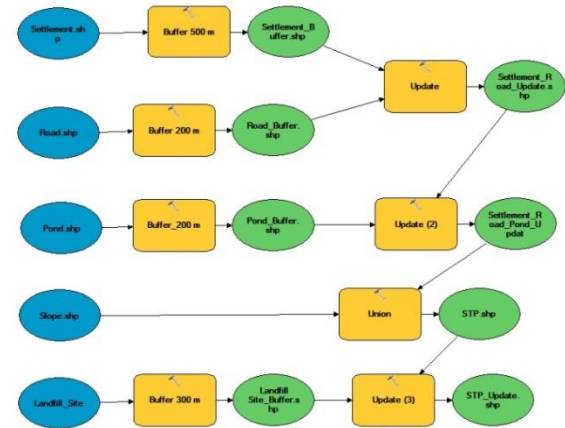 Settlement.sh
p
Buffer 500 m
Settlement_B
uffer.shp
Update
Settlement_R
oad_Update.s
hp
Road.shp
Buffer 200 m
Road_Buffer.
shp
Pond.shp
Buffer_200 m
Pond_Buffer.
shp
Update (2)
Settlement_R
oad_Pond_U
pdat
Slope.shp
Union
STP.shp
Landfill_Site
Buffer 300 m
Landfill
Site_Buffer.s
hp
Update (3)
STP_Update.
shp